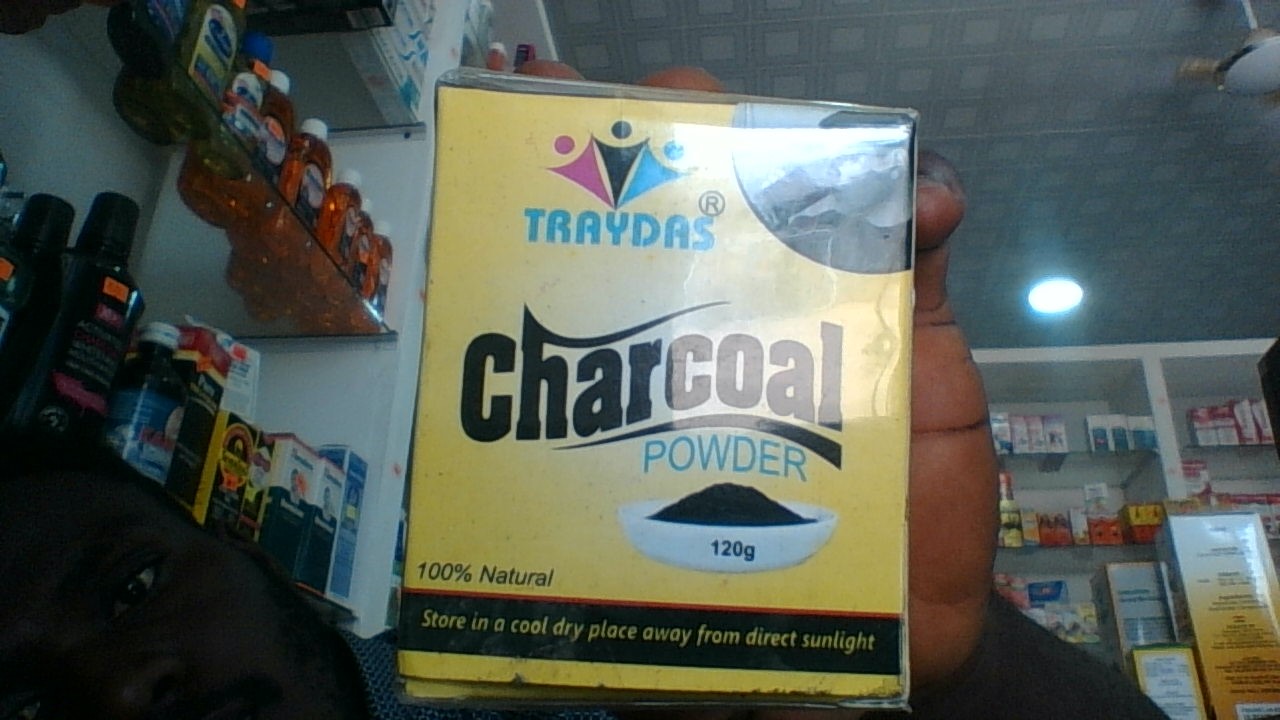 TRAYDAS®
Charcoal
POWDER
120g
100% Natural
Store in a cool dry place away from direct sunlight